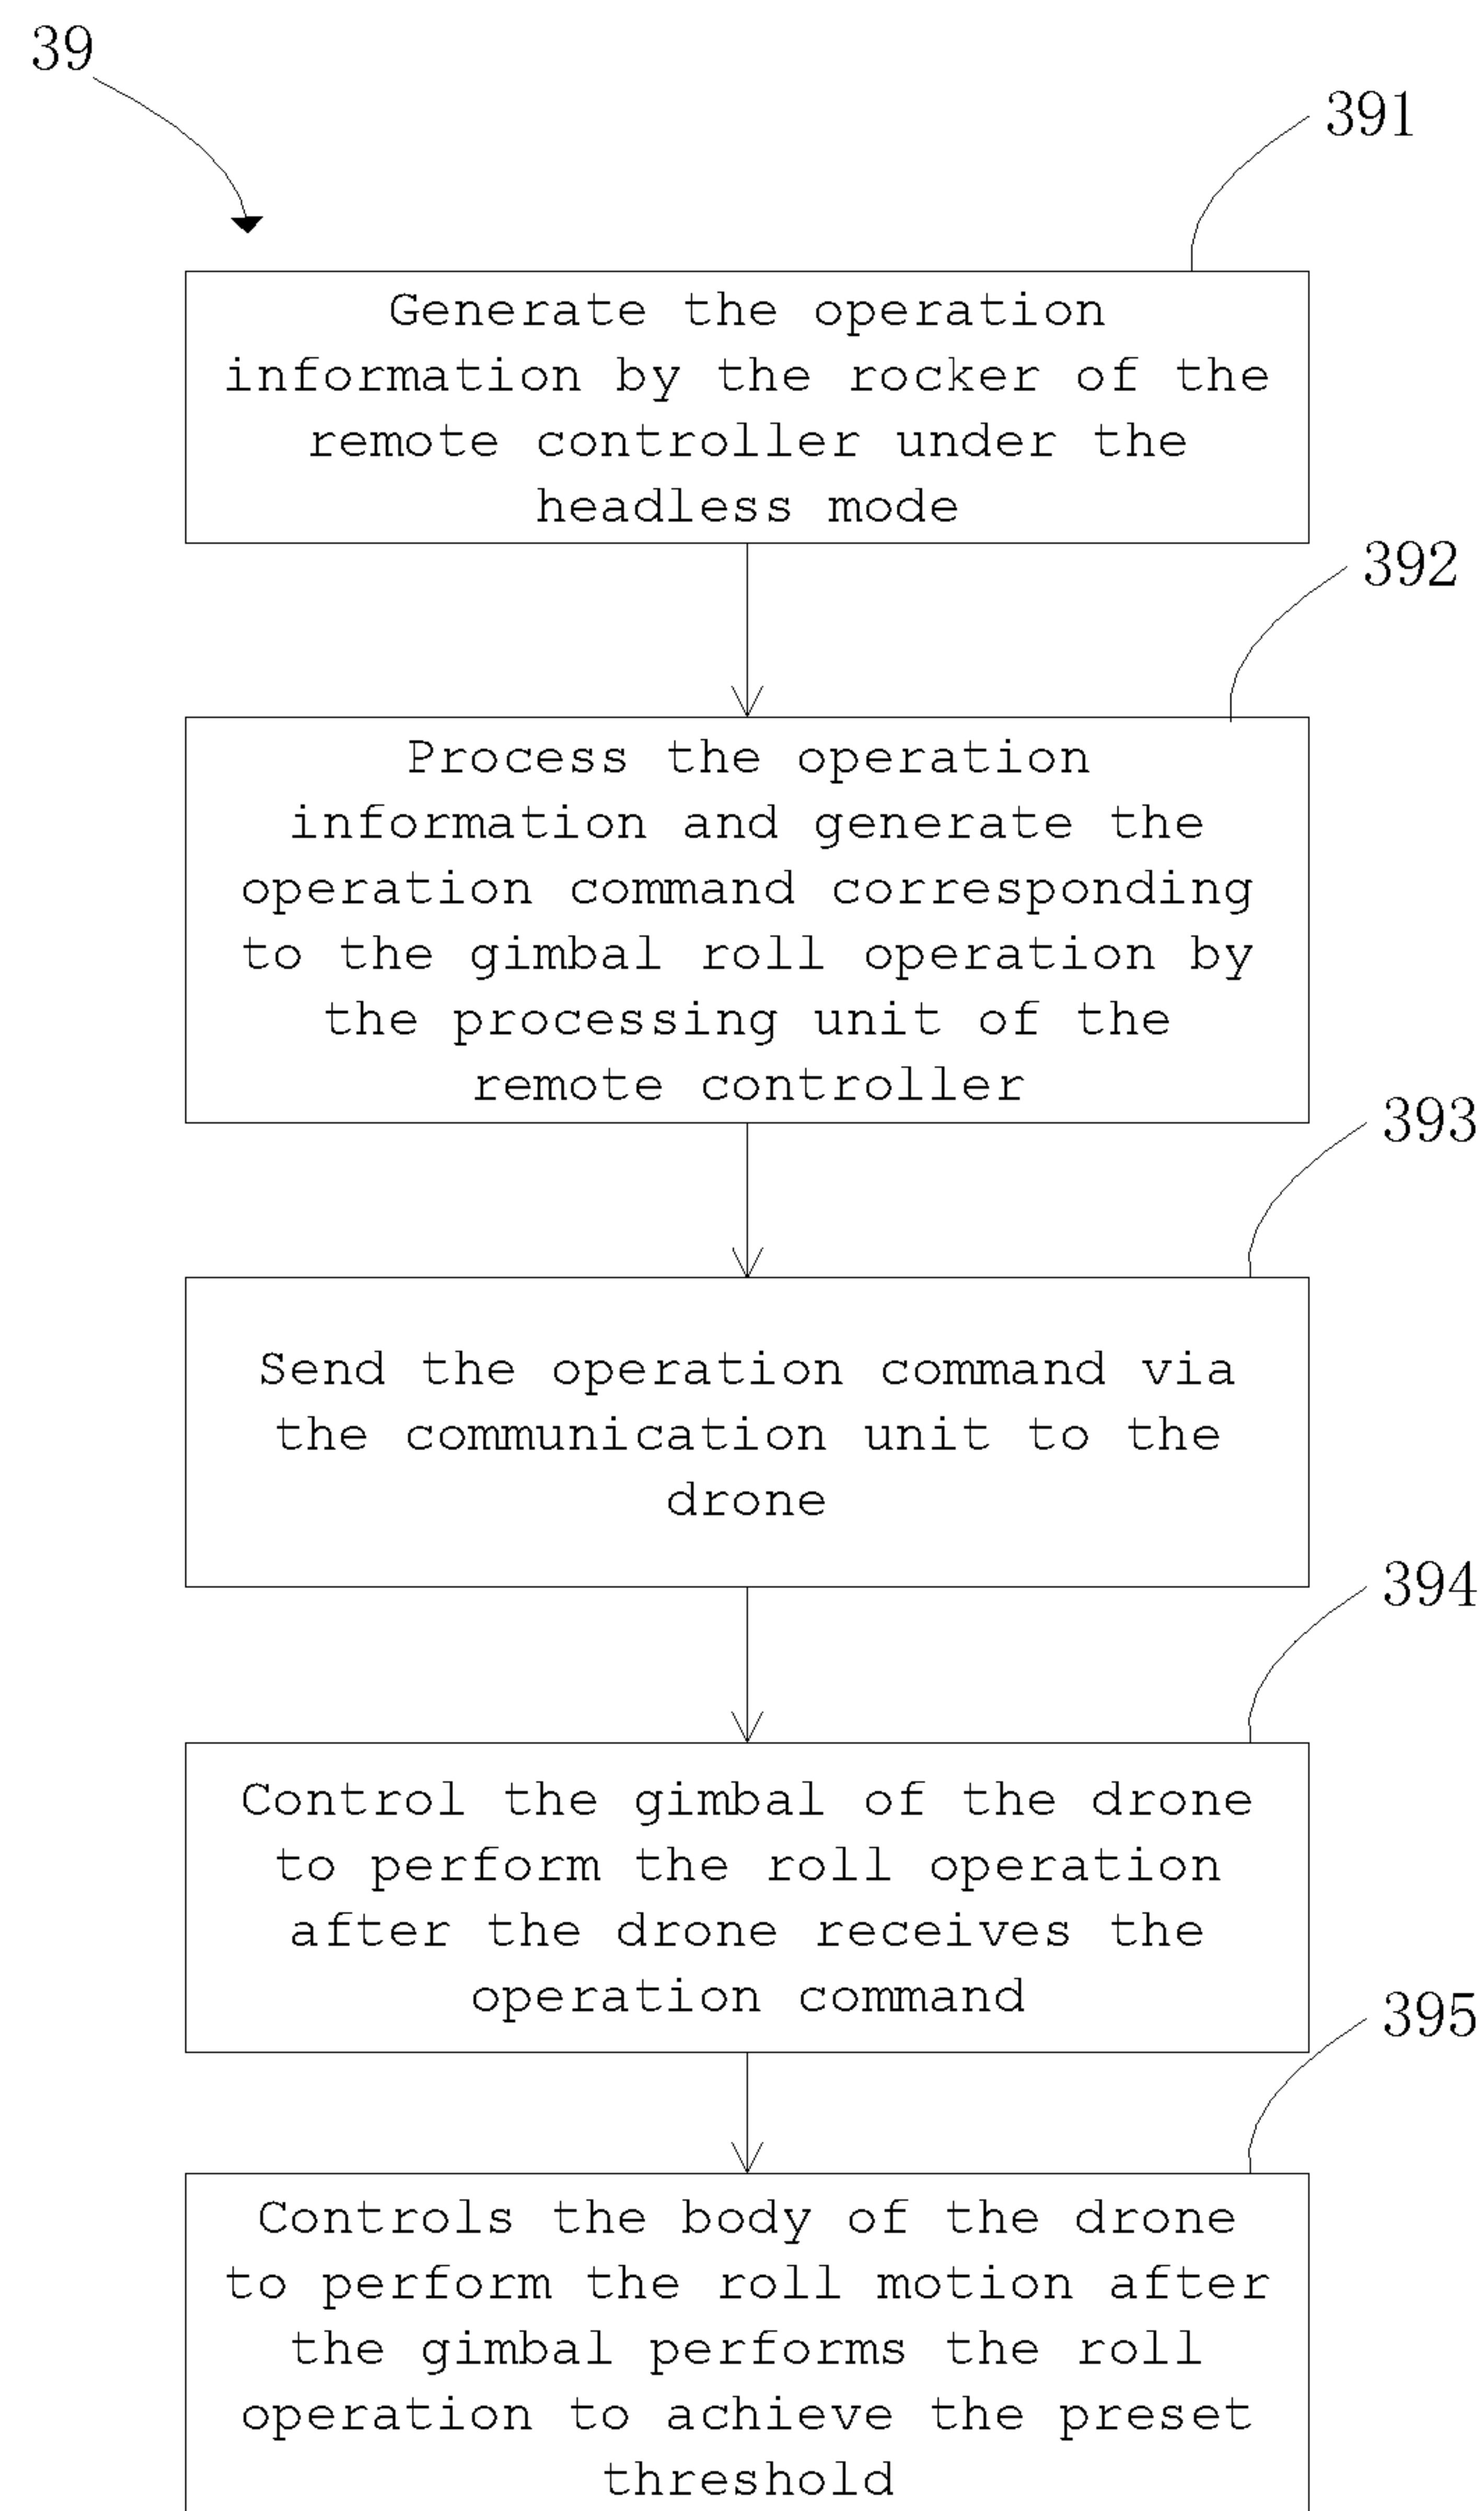 39
391
Generate the operation
information by the rocker of the
remote controller under the
headless mode
392
Process the operation
information and generate the
operation command corresponding
to the gimbal roll operation by
the processing unit of the
remote controller
393
Send the operation command via
the communication unit to the
drone
394
Control the gimbal of the drone
to perform the roll operation
after the drone receives the
operation command
395
Controls the body of the drone
to perform the roll motion after
the gimbal performs the roll
operation to achieve the preset
threshold